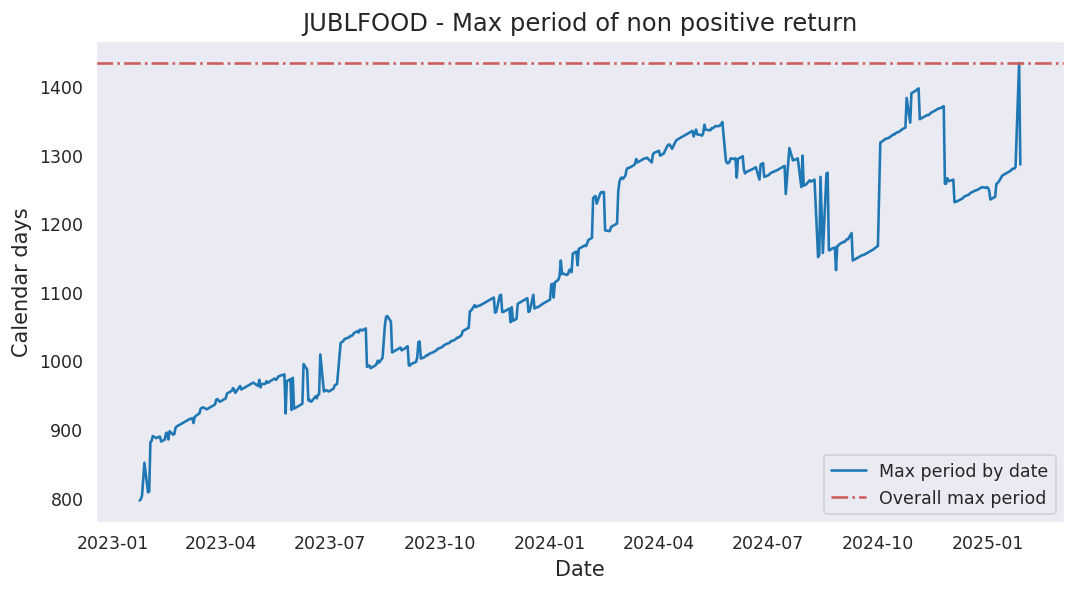 JUBLFOOD - Max period of non positive return
Calendar days
1400
1300
1200
1100
1000
900
800
Max period by date
Overall max period
2023-01 2023-04 2023-07 2023-10 2024-01 2024-04 2024-07 2024-10 2025-01
Date